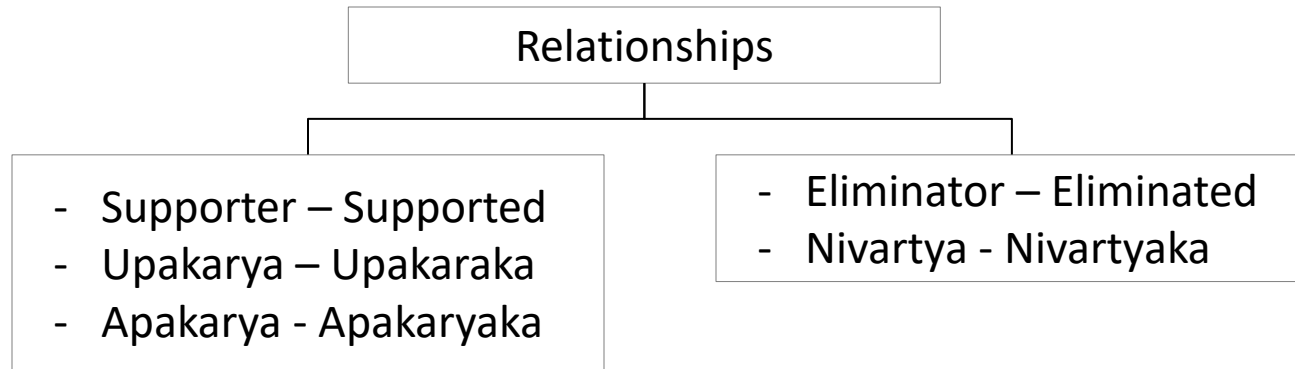 Relationships
- Supporter – Supported
- Upakarya – Upakaraka
- Apakarya - Apakaryaka
- Eliminator – Eliminated
- Nivartya - Nivartyaka